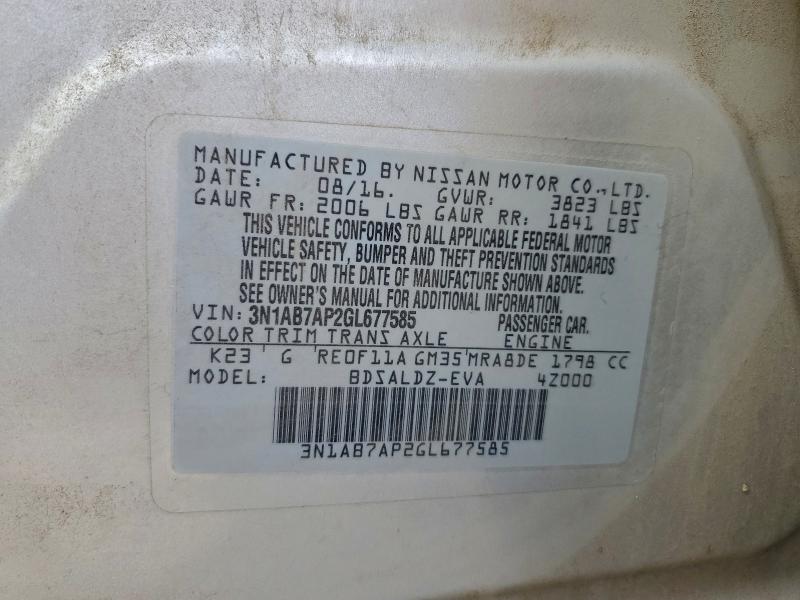 MANUFACTURED BY NISSAN MOTOR CO.,LTD.
DATE: 08/16. GVWR: 3823 LBS
GAWR FR: 2006 LBS GAWR RR: 1841 LBS
THIS VEHICLE CONFORMS TO ALL APPLICABLE FEDERAL MOTOR
VEHICLE SAFETY, BUMPER AND THEFT PREVENTION STANDARDS
IN EFFECT ON THE DATE OF MANUFACTURE SHOWN ABOVE.
SEE OWNER'S MANUAL FOR ADDITIONAL INFORMATION.
VIN: 3N1AB7AP2GL677585 PASSENGER CAR.
COLOR TRIM TRANS AXLE ENGINE
K23 G RE0F11A GM35 MRA8DE 1798 CC
MODEL: BDSALDZ-EVA 4Z000
3N1AB7AP2GL677585